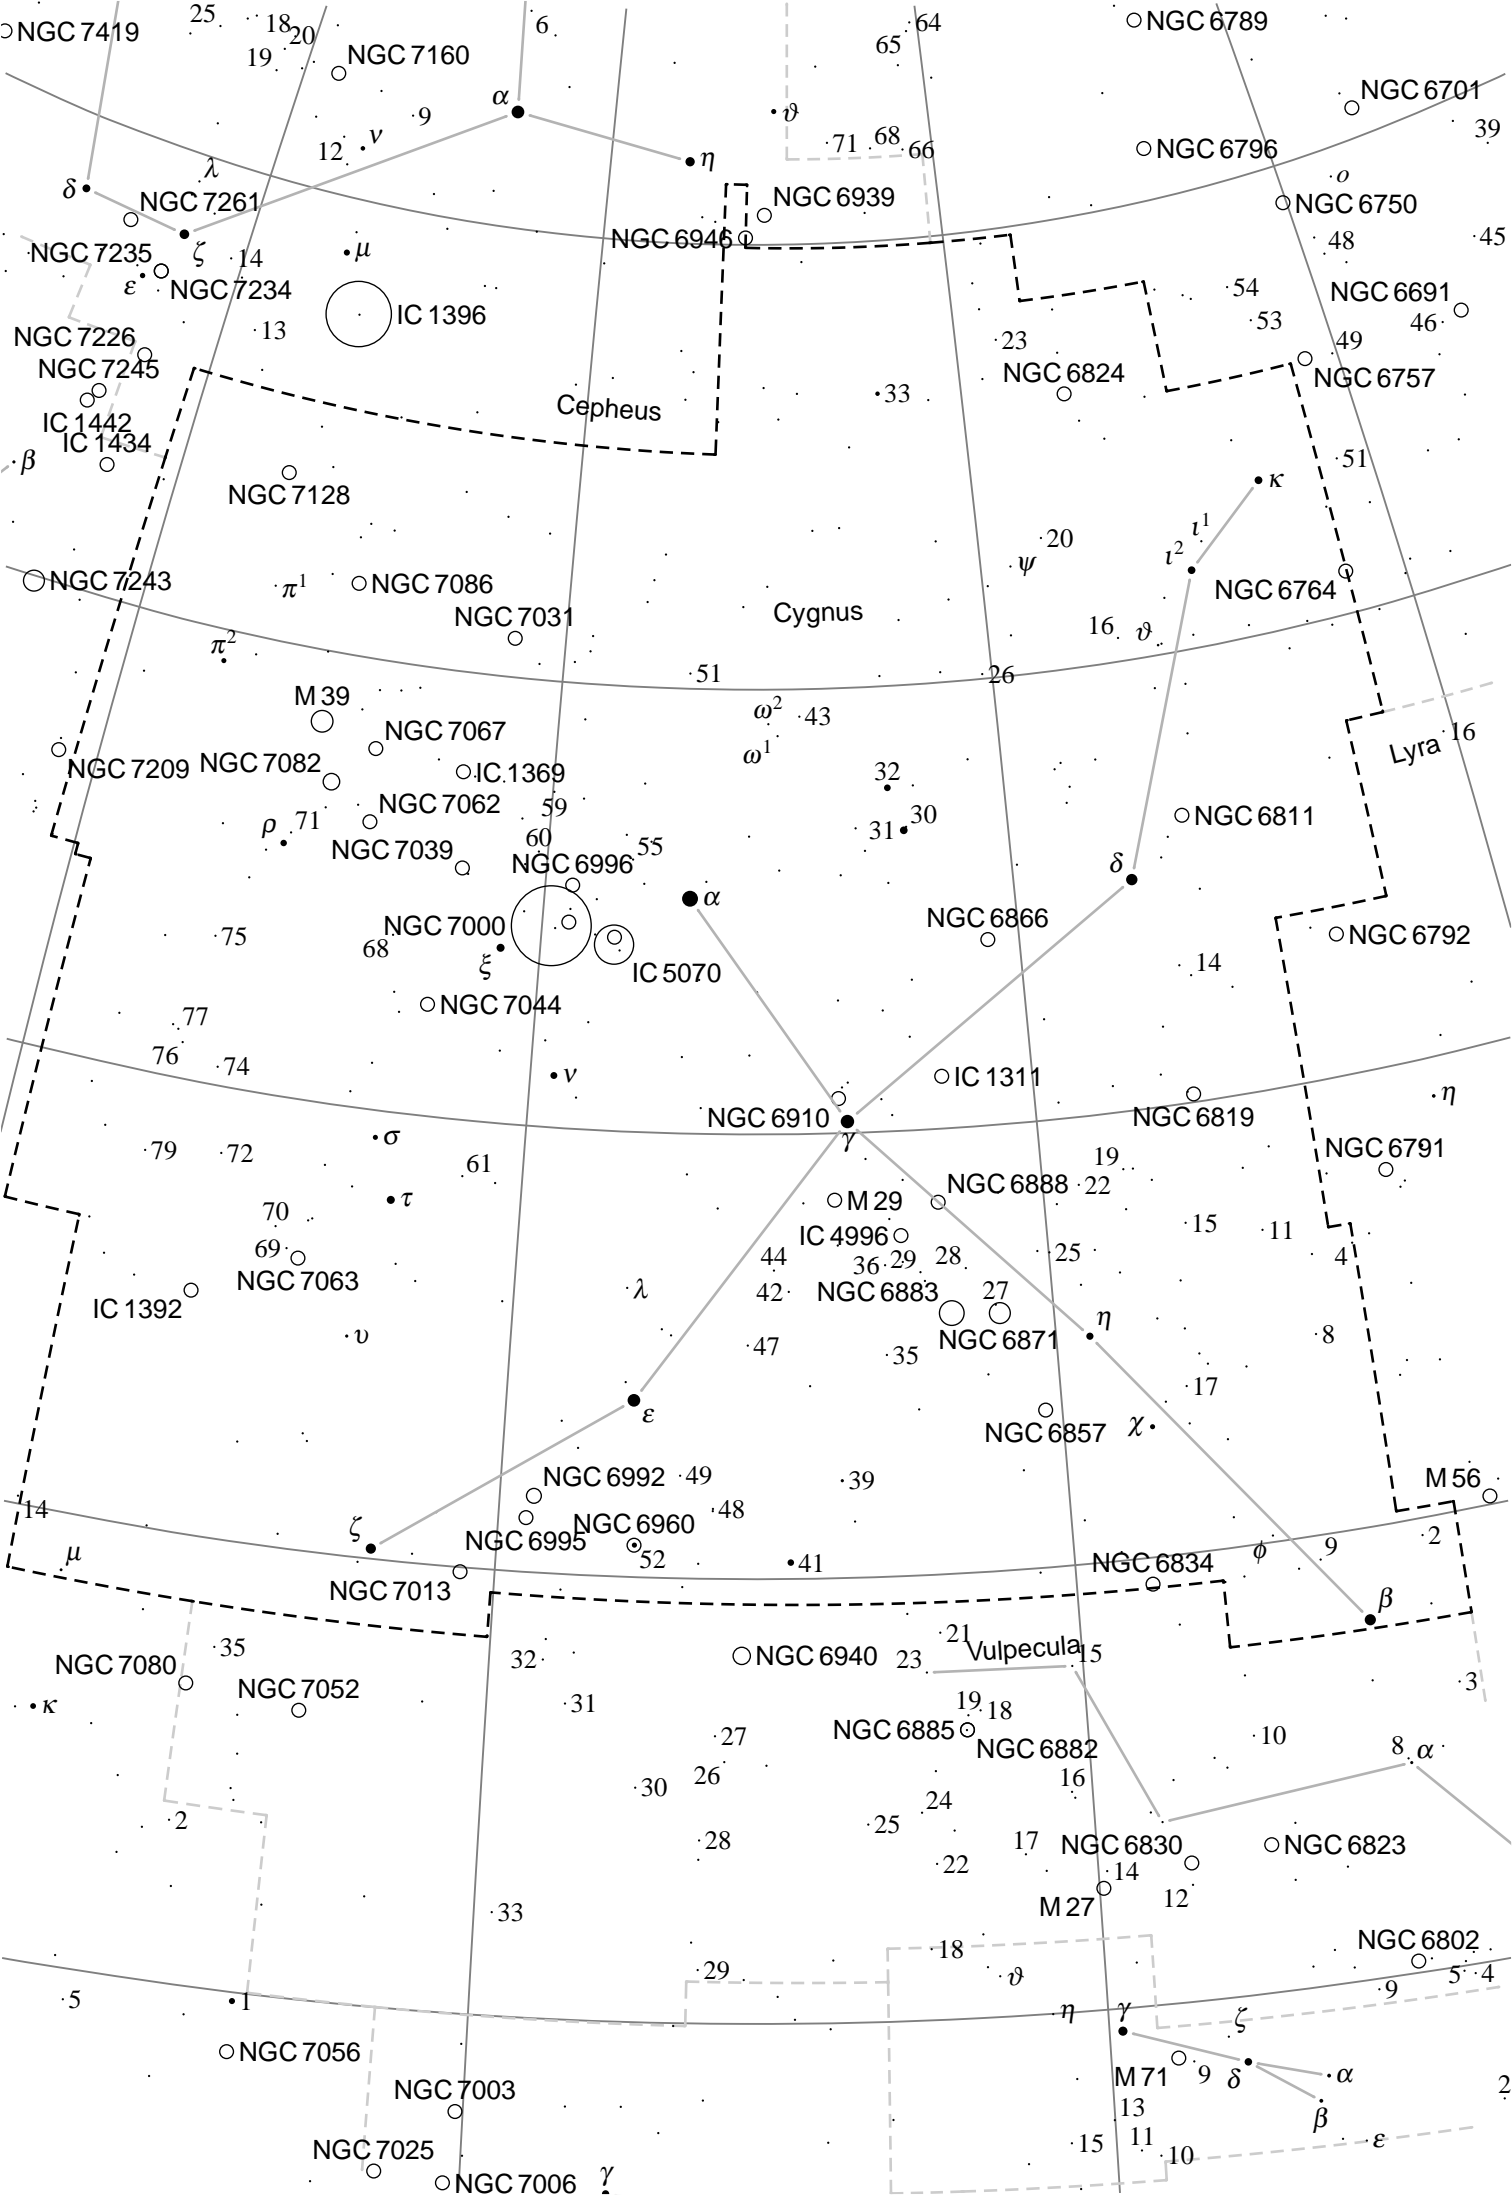 25
18
20
19
6
64
65
NGC 7419
NGC 7160
NGC 6789
NGC 6701
α
9
ν
12
ϑ
71
68
66
39
η
NGC 6796
λ
δ
ο
NGC 7261
NGC 6939
NGC 6750
NGC 6946
48
45
NGC 7235
ζ
14
μ
ε
NGC 7234
54
NGC 6691
IC 1396
53
46
13
23
49
NGC 7226
NGC 7245
NGC 6824
NGC 6757
33
Cepheus
IC 1442
IC 1434
β
51
κ
NGC 7128
ι1
20
ι2
ψ
NGC 7243
π1
NGC 7086
NGC 6764
NGC 7031
Cygnus
16
ϑ
π2
51
26
M 39
ω2
43
NGC 7067
16
ω1
Lyra
NGC 7209
NGC 7082
IC 1369
32
NGC 7062
59
30
NGC 6811
ρ
71
31
60
NGC 7039
55
NGC 6996
δ
α
NGC 7000
NGC 6866
75
68
NGC 6792
ξ
IC 5070
14
NGC 7044
77
76
74
ν
IC 1311
η
NGC 6910
NGC 6819
γ
σ
79
72
NGC 6791
61
19
NGC 6888
22
τ
M 29
70
15
11
IC 4996
69
44
36
29
28
25
4
NGC 7063
λ
42
NGC 6883
27
IC 1392
η
υ
47
35
NGC 6871
8
17
ε
χ
NGC 6857
NGC 6992
49
39
M 56
14
48
ζ
NGC 6960
NGC 6995
2
μ
52
41
NGC 6834
ϕ
9
NGC 7013
β
35
21
Vulpecula
NGC 7080
32
NGC 6940
23
15
NGC 7052
3
κ
31
19
18
NGC 6885
27
10
NGC 6882
8
α
26
16
30
24
2
25
28
17
NGC 6830
NGC 6823
22
14
M 27
12
33
NGC 6802
18
29
ϑ
5
4
9
5
1
η
γ
ζ
NGC 7056
M 71
9
δ
α
NGC 7003
2
13
β
11
15
10
ε
NGC 7025
NGC 7006
γ